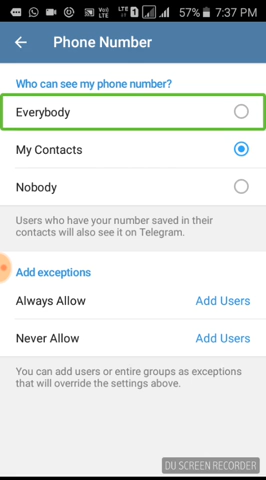 VoLTE LTE 1 57% 7:37 PM
Phone Number
Who can see my phone number?
Everybody
My Contacts
Nobody
Users who have your number saved in their
contacts will also see it on Telegram.
Add exceptions
Always Allow Add Users
Never Allow Add Users
You can add users or entire groups as exceptions
that will override the settings above.
DU SCREEN RECORDER